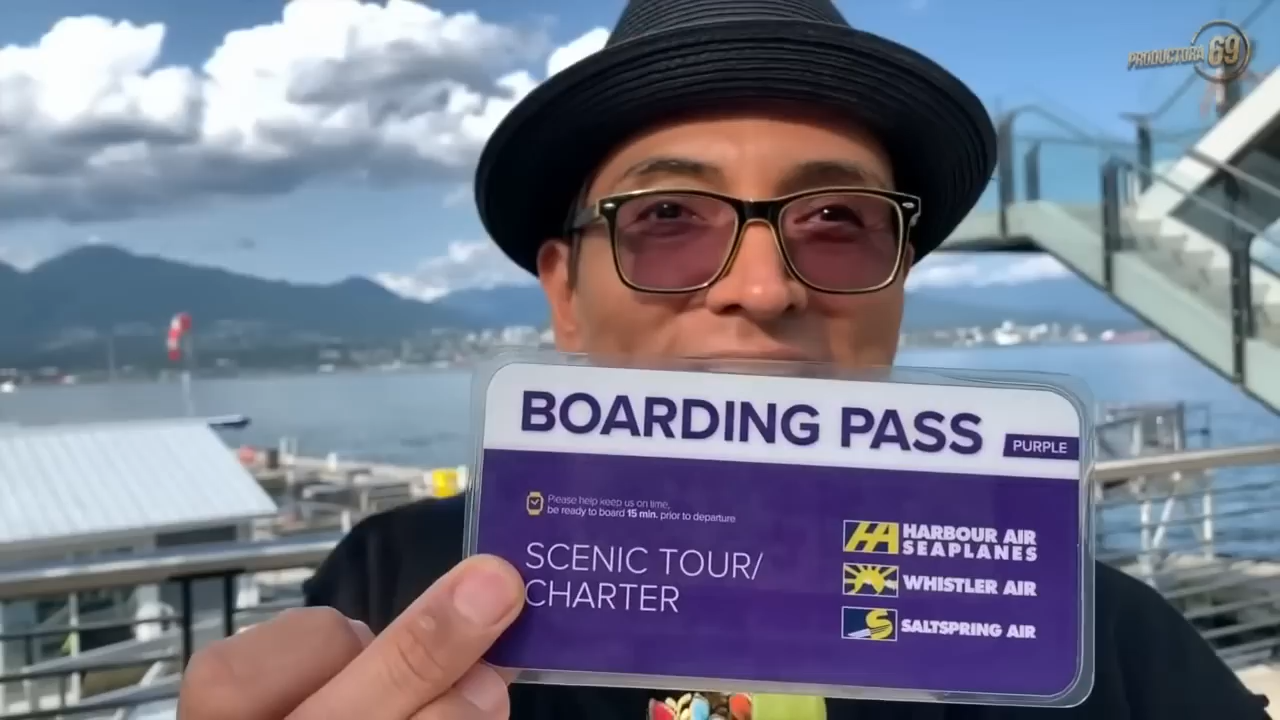 PRODUCTORA 69
BOARDING PASS
PURPLE
Please help keep us on time,
be ready to board 15 min. prior to departure
SCENIC TOUR/
CHARTER
HARBOUR AIR
SEAPLANES
WHISTLER AIR
SALTSPRING AIR